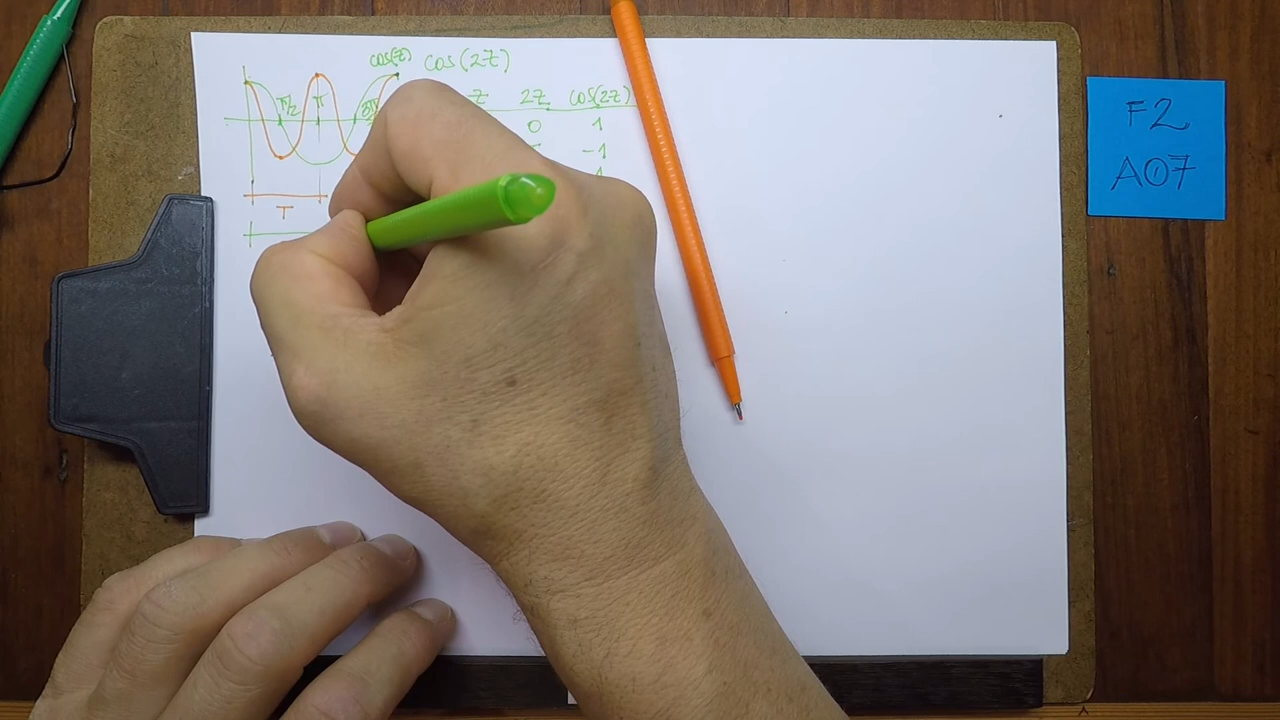 cos(z) cos(2z)
π/2 π
z 2z cos(2z)
0 1
-1
T
F2
A07